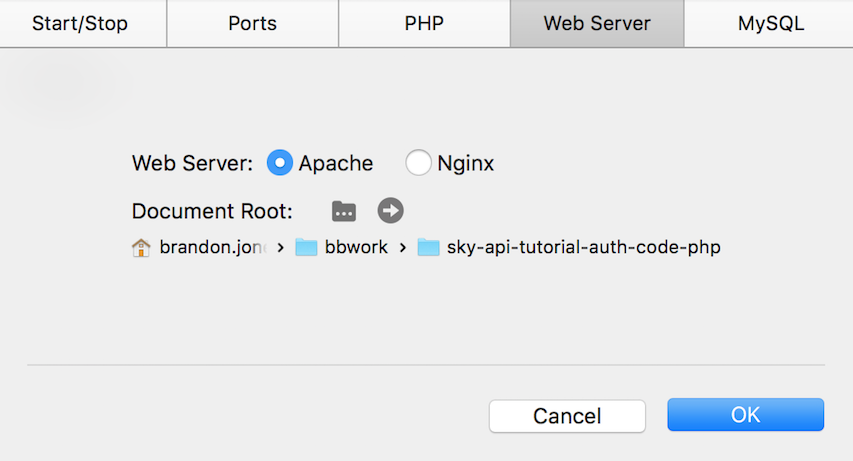 Start/Stop Ports PHP Web Server MySQL
Web Server: Apache Nginx
Document Root:
brandon.jon › bbwork › sky-api-tutorial-auth-code-php
Cancel OK